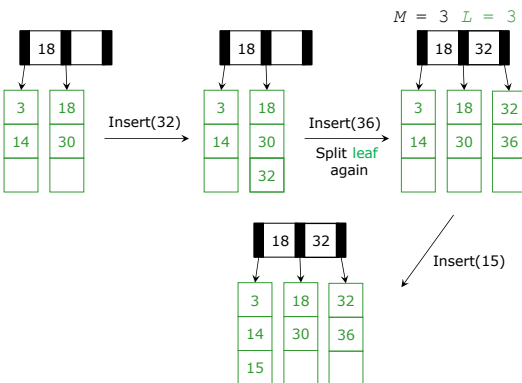 M = 3 L = 3
18
18
18 32
3 18
14 30
Insert(32)
3 18
14 30
32
Insert(36)
Split leaf
again
3 18 32
14 30 36
Insert(15)
18 32
3 18 32
14 30 36
15